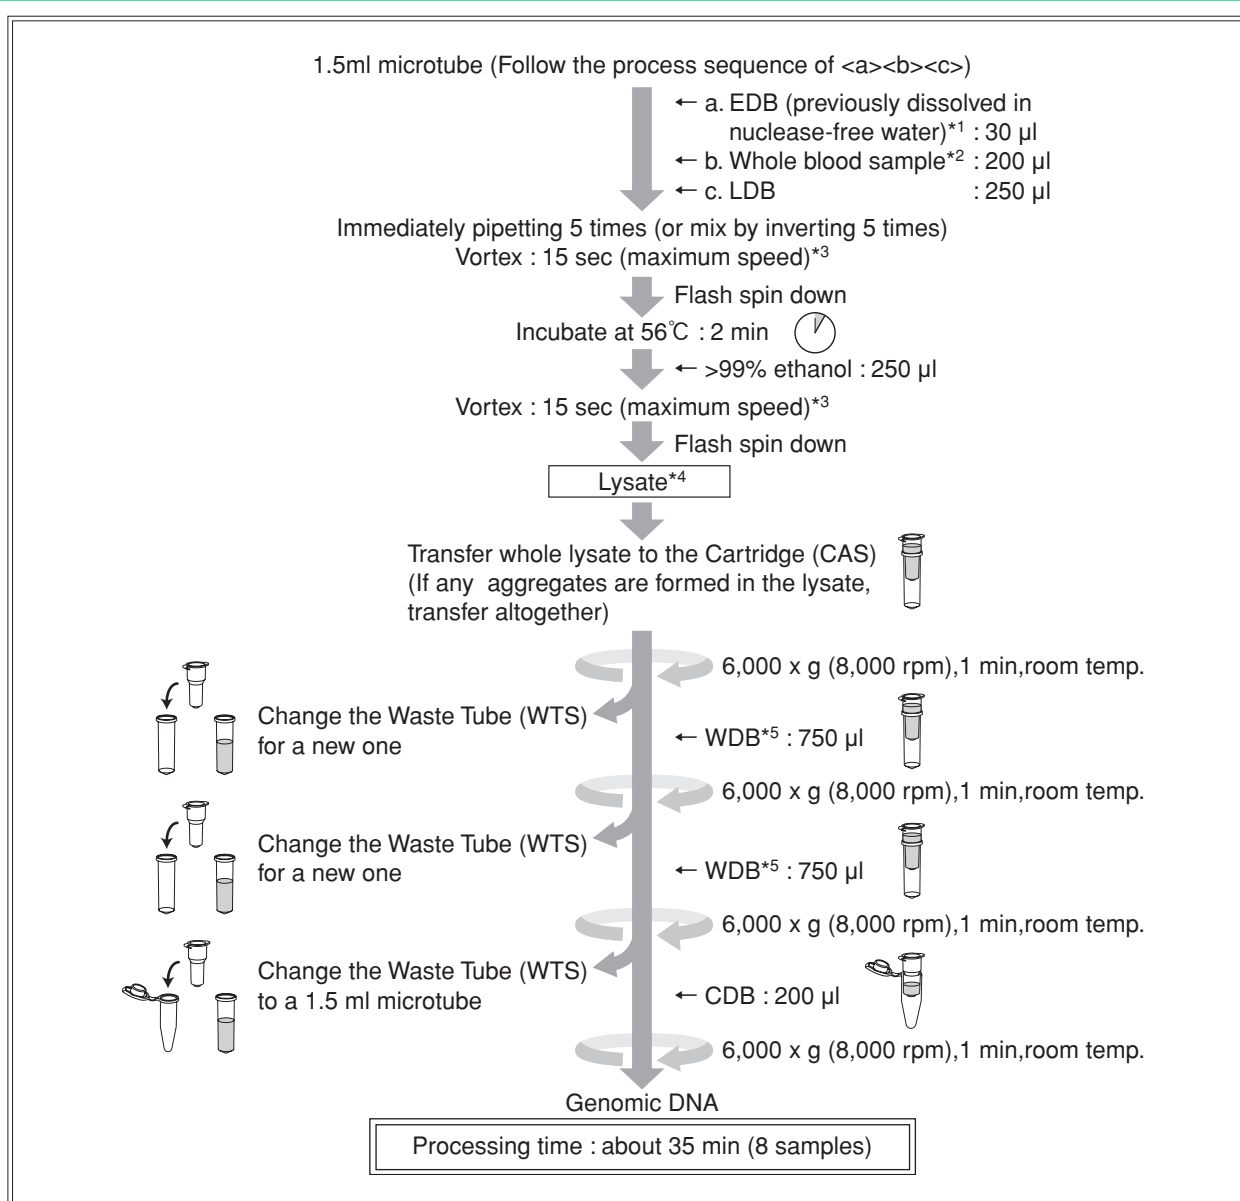 1.5ml microtube (Follow the process sequence of <a><b><c>)
← a. EDB (previously dissolved in
nuclease-free water)*1 : 30 µl
← b. Whole blood sample*2 : 200 µl
← c. LDB : 250 µl
Immediately pipetting 5 times (or mix by inverting 5 times)
Vortex : 15 sec (maximum speed)*3
Flash spin down
Incubate at 56℃ : 2 min
← >99% ethanol : 250 µl
Vortex : 15 sec (maximum speed)*3
Flash spin down
Lysate*4
Transfer whole lysate to the Cartridge (CAS)
(If any aggregates are formed in the lysate,
transfer altogether)
6,000 x g (8,000 rpm),1 min,room temp.
Change the Waste Tube (WTS)
for a new one
← WDB*5 : 750 µl
6,000 x g (8,000 rpm),1 min,room temp.
Change the Waste Tube (WTS)
for a new one
← WDB*5 : 750 µl
6,000 x g (8,000 rpm),1 min,room temp.
Change the Waste Tube (WTS)
to a 1.5 ml microtube
← CDB : 200 µl
6,000 x g (8,000 rpm),1 min,room temp.
Genomic DNA
Processing time : about 35 min (8 samples)